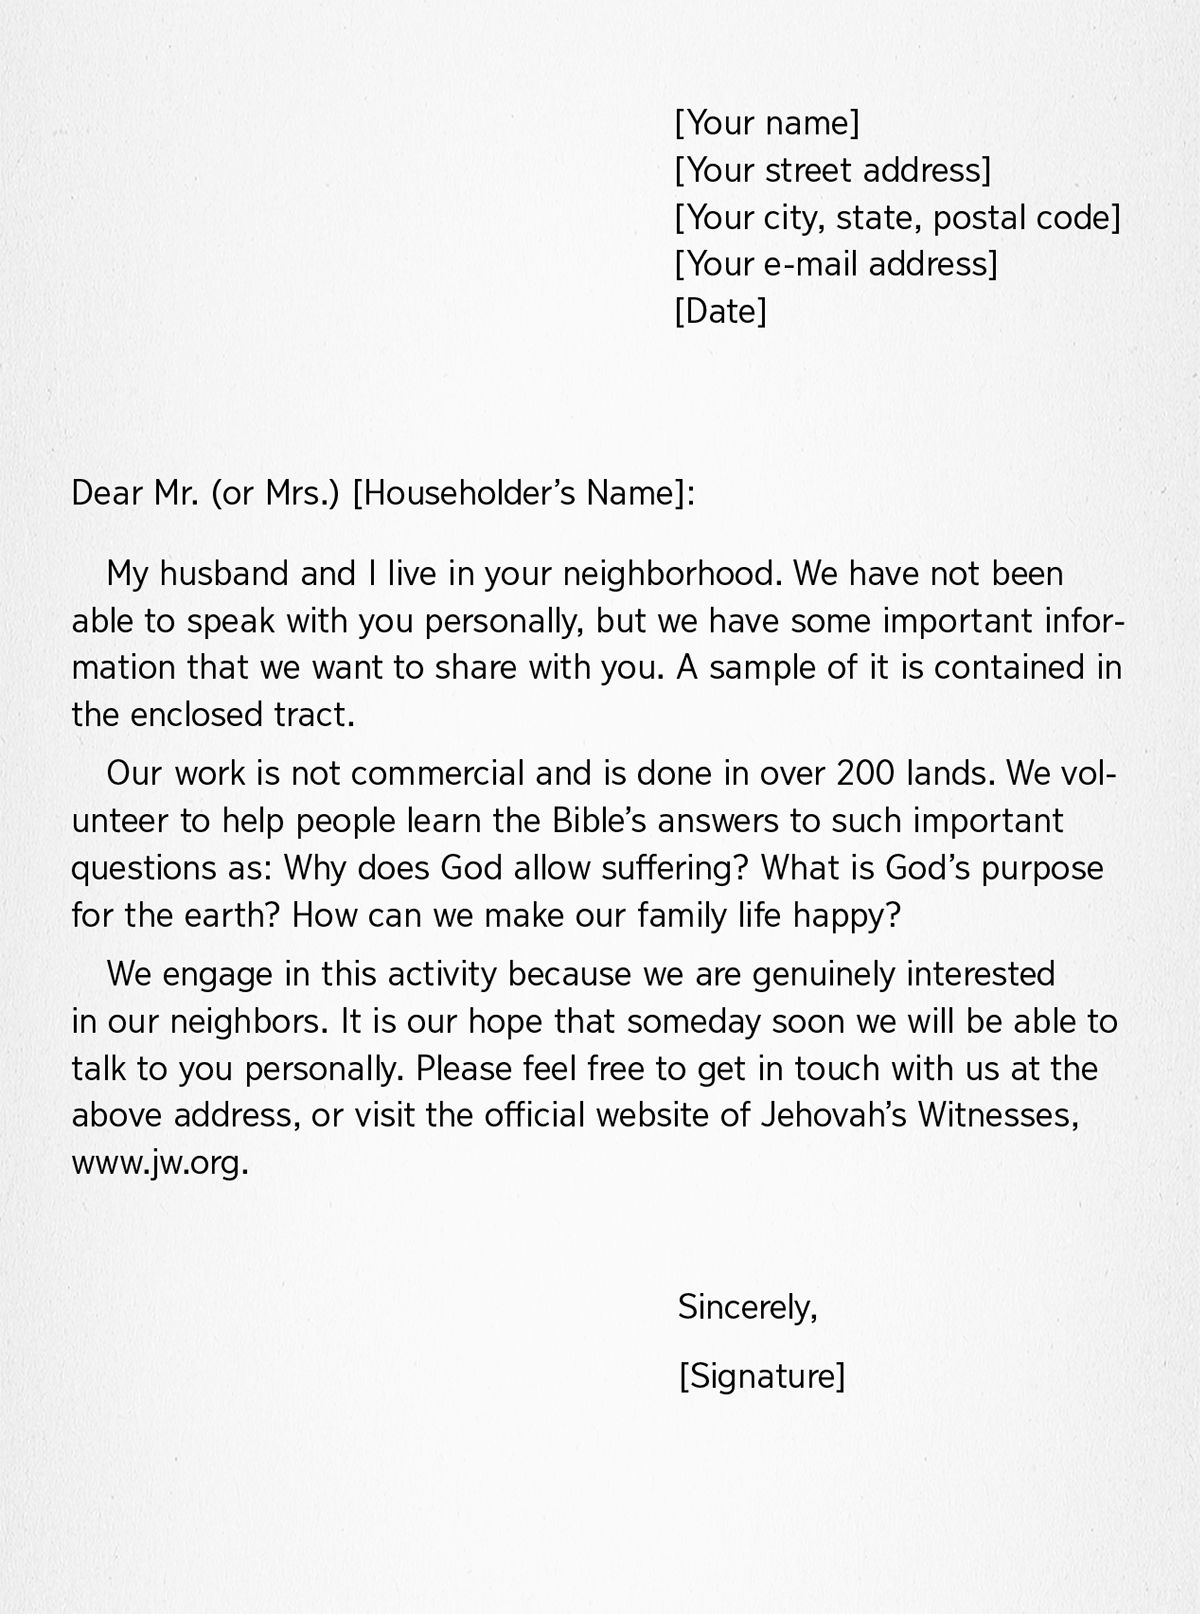 [Your name]
[Your street address]
[Your city, state, postal code]
[Your e-mail address]
[Date]
Dear Mr. (or Mrs.) [Householder’s Name]:
My husband and I live in your neighborhood. We have not been
able to speak with you personally, but we have some important infor-
mation that we want to share with you. A sample of it is contained in
the enclosed tract.
Our work is not commercial and is done in over 200 lands. We vol-
unteer to help people learn the Bible’s answers to such important
questions as: Why does God allow suffering? What is God’s purpose
for the earth? How can we make our family life happy?
We engage in this activity because we are genuinely interested
in our neighbors. It is our hope that someday soon we will be able to
talk to you personally. Please feel free to get in touch with us at the
above address, or visit the official website of Jehovah’s Witnesses,
www.jw.org.
Sincerely,
[Signature]